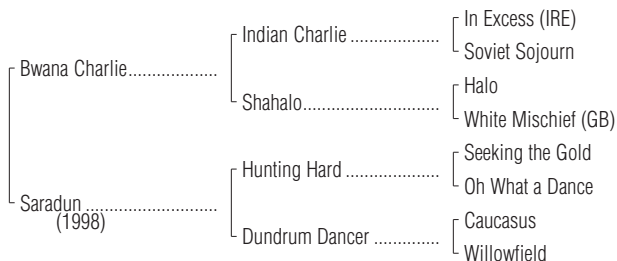 In Excess (IRE)
Indian Charlie ....................
Soviet Sojourn
Bwana Charlie....................
Halo
Shahalo..............................
White Mischief (GB)
Seeking the Gold
Hunting Hard .....................
Oh What a Dance
Saradun .............................
(1998)
Caucasus
Dundrum Dancer ...............
Willowfield